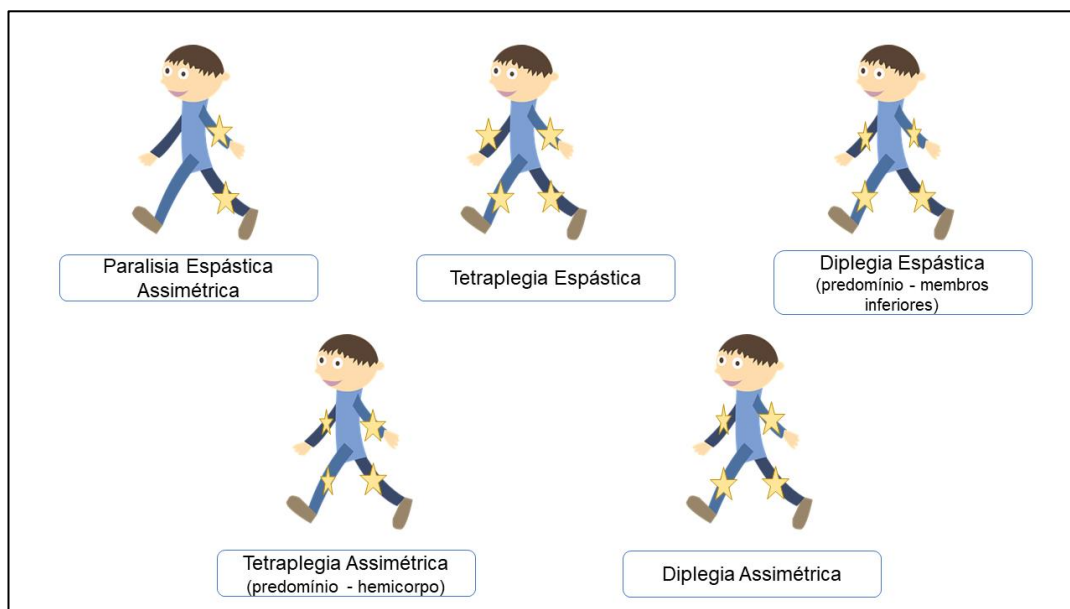 Paralisia Espástica
Assimétrica
Tetraplegia Espástica
Diplegia Espástica
(predomínio - membros
inferiores)
Tetraplegia Assimétrica
(predomínio - hemicorpo)
Diplegia Assimétrica